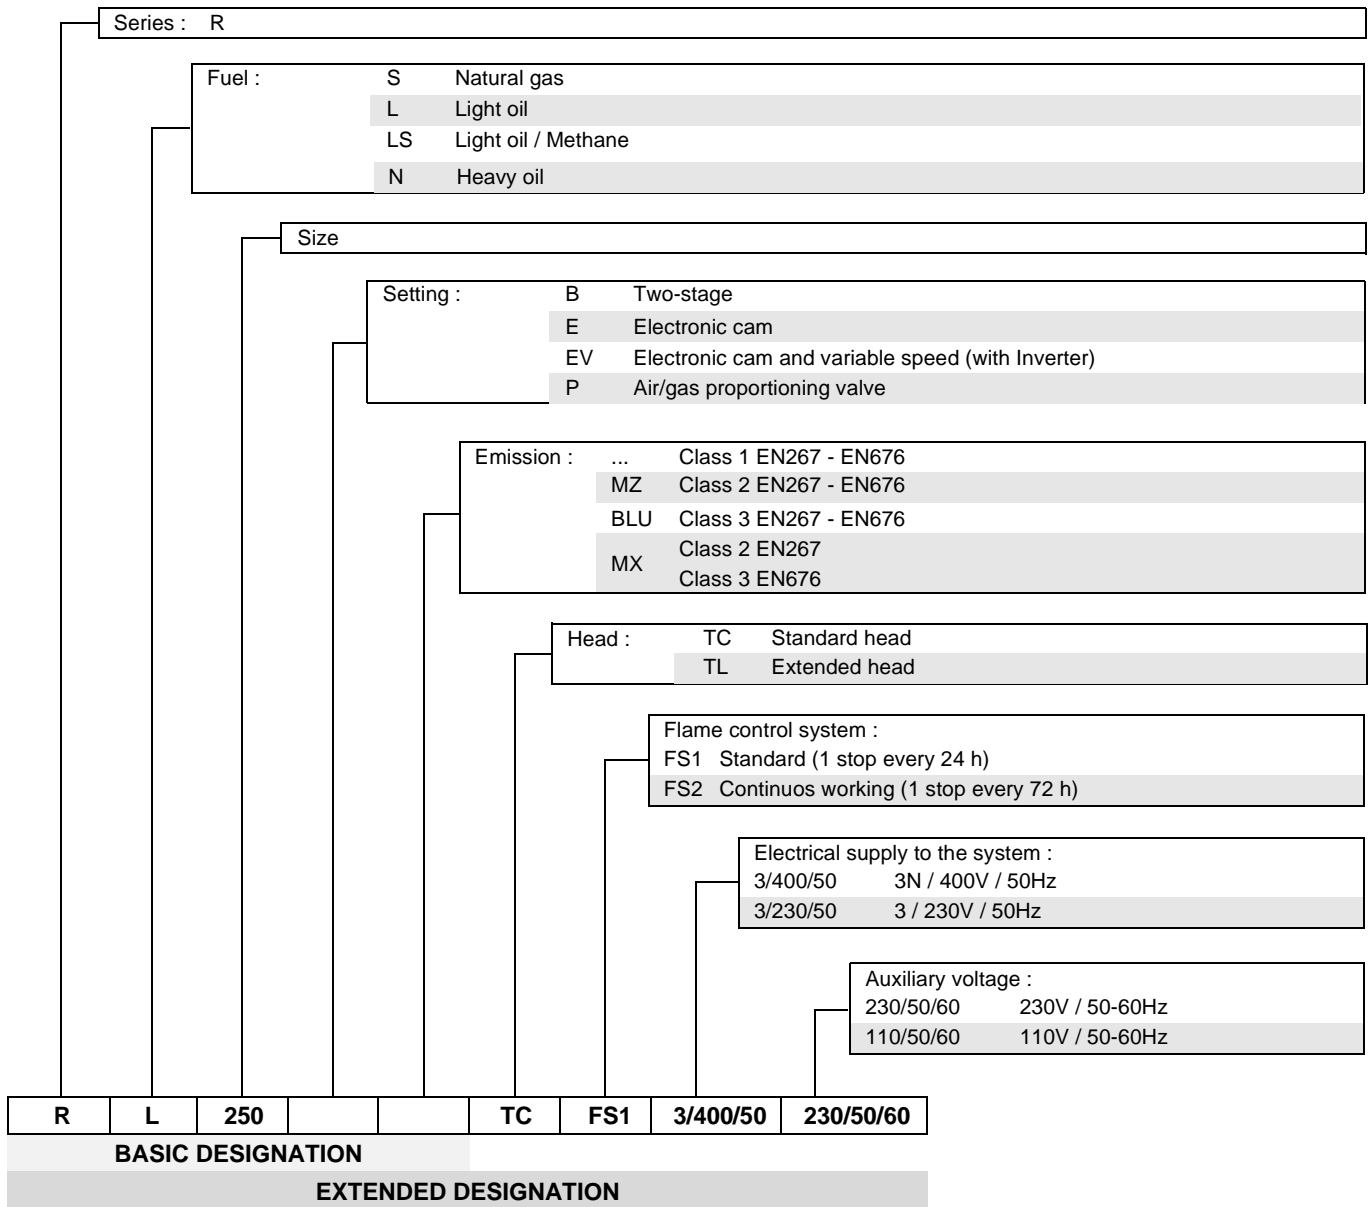 Series : R
Fuel : S Natural gas
L Light oil
LS Light oil / Methane
N Heavy oil
Size
Setting : B Two-stage
E Electronic cam
EV Electronic cam and variable speed (with Inverter)
P Air/gas proportioning valve
Emission : ... Class 1 EN267 - EN676
MZ Class 2 EN267 - EN676
BLU Class 3 EN267 - EN676
MX Class 2 EN267
Class 3 EN676
Head : TC Standard head
TL Extended head
Flame control system :
FS1 Standard (1 stop every 24 h)
FS2 Continuos working (1 stop every 72 h)
Electrical supply to the system :
3/400/50 3N / 400V / 50Hz
3/230/50 3 / 230V / 50Hz
Auxiliary voltage :
230/50/60 230V / 50-60Hz
110/50/60 110V / 50-60Hz
R L 250 TC FS1 3/400/50 230/50/60
BASIC DESIGNATION
EXTENDED DESIGNATION